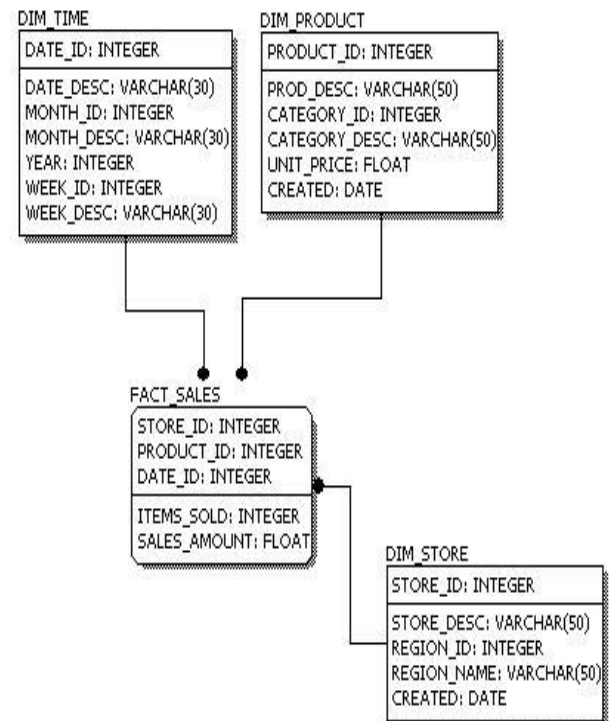 DIM_TIME
DATE_ID: INTEGER
DATE_DESC: VARCHAR(30)
MONTH_ID: INTEGER
MONTH_DESC: VARCHAR(30)
YEAR: INTEGER
WEEK_ID: INTEGER
WEEK_DESC: VARCHAR(30)
DIM_PRODUCT
PRODUCT_ID: INTEGER
PROD_DESC: VARCHAR(50)
CATEGORY_ID: INTEGER
CATEGORY_DESC: VARCHAR(50)
UNIT_PRICE: FLOAT
CREATED: DATE
FACT_SALES
STORE_ID: INTEGER
PRODUCT_ID: INTEGER
DATE_ID: INTEGER
ITEMS_SOLD: INTEGER
SALES_AMOUNT: FLOAT
DIM_STORE
STORE_ID: INTEGER
STORE_DESC: VARCHAR(50)
REGION_ID: INTEGER
REGION_NAME: VARCHAR(50)
CREATED: DATE